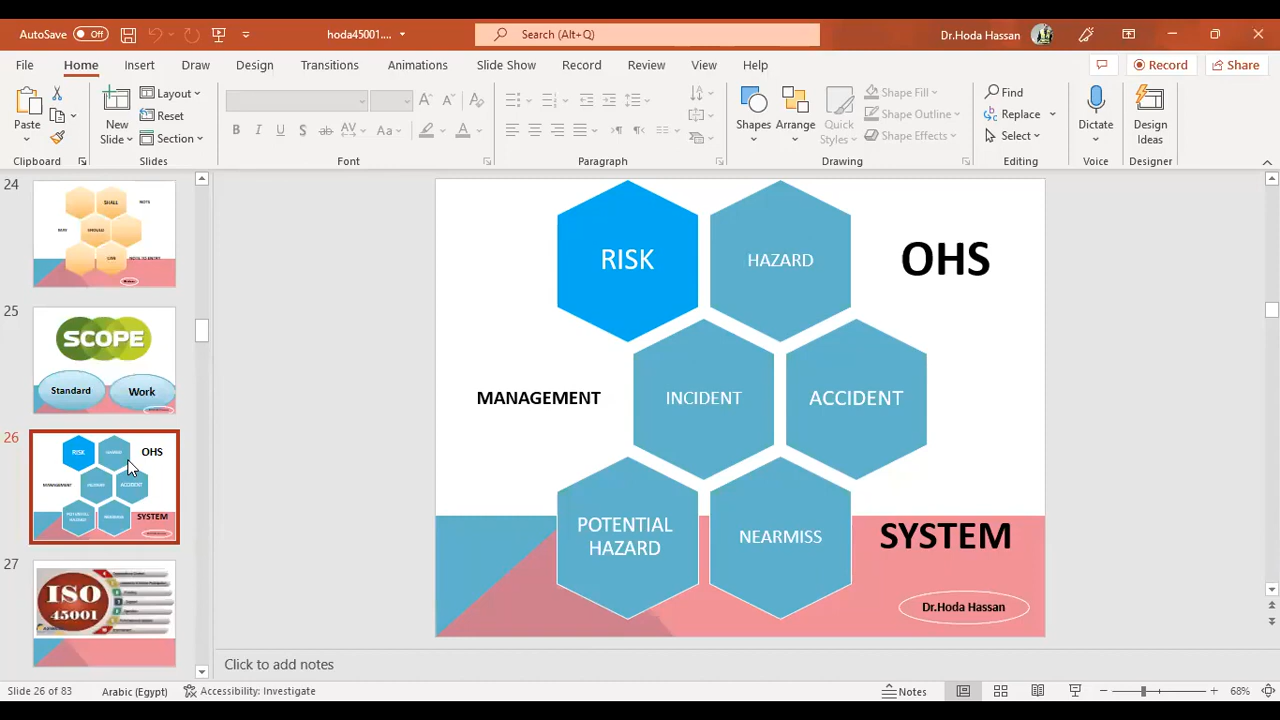 AutoSave Off hoda45001.... Search (Alt+Q) Dr.Hoda Hassan
File Home Insert Draw Design Transitions Animations Slide Show Record Review View Help Record Share
Paste
New
Slide
Layout
Reset
Section
Shapes
Arrange
Quick
Styles
Shape Fill
Shape Outline
Shape Effects
Find
Replace
Select
Dictate
Design
Ideas
Clipboard Slides Font Paragraph Drawing Editing Voice Designer
24
SHALL
NOTE
25
SCOPE
Standard Work
26
RISK
OHS
MANAGEMENT
ACCIDENT
SYSTEM
27
ISO
45001
RISK
HAZARD
OHS
MANAGEMENT
INCIDENT
ACCIDENT
POTENTIAL
HAZARD
NEARMISS
SYSTEM
Dr.Hoda Hassan
Click to add notes
Slide 26 of 83 Arabic (Egypt) Accessibility: Investigate Notes 68%